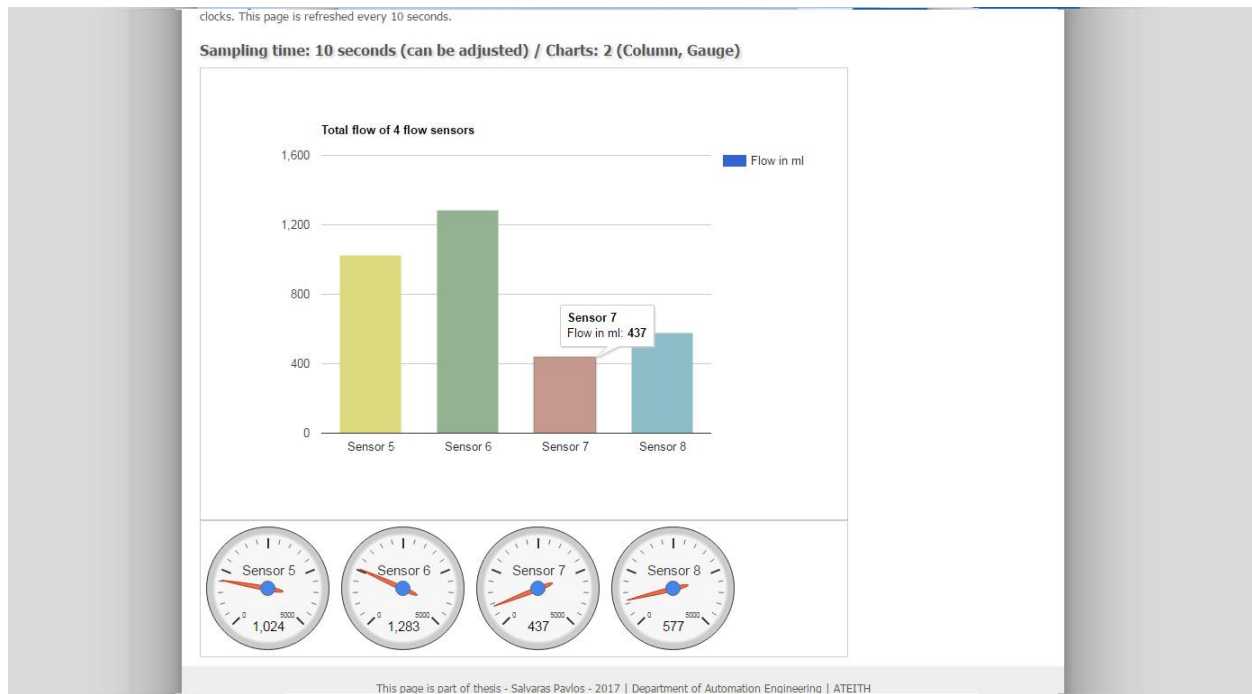 clocks. This page is refreshed every 10 seconds.
Sampling time: 10 seconds (can be adjusted) / Charts: 2 (Column, Gauge)
Total flow of 4 flow sensors
1,600
Flow in ml
1,200
800
Sensor 7
Flow in ml: 437
400
0
Sensor 5 Sensor 6 Sensor 7 Sensor 8
Sensor 5 Sensor 6 Sensor 7 Sensor 8
0 5000 0 5000 0 5000 0 5000
1,024 1,283 437 577
This page is part of thesis - Salvaras Pavlos - 2017 | Department of Automation Engineering | ATEITH